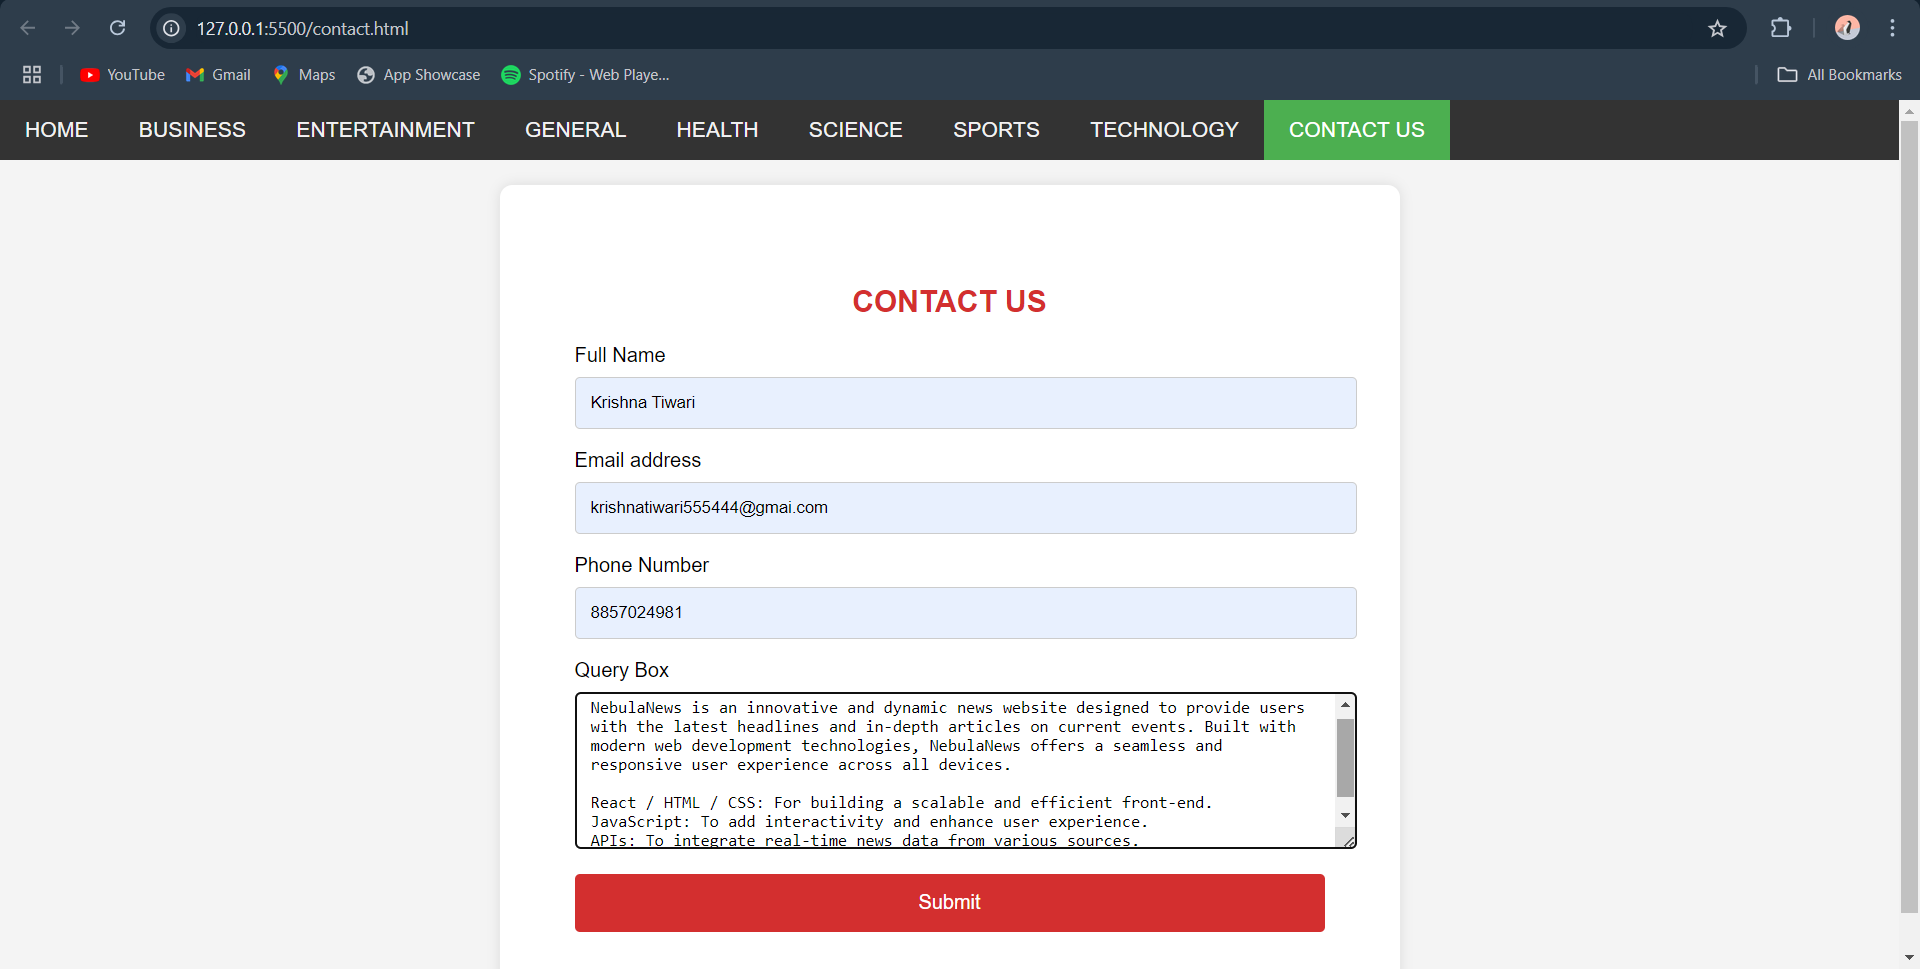 127.0.0.1:5500/contact.html
YouTube Gmail Maps App Showcase Spotify - Web Playe... All Bookmarks
HOME BUSINESS ENTERTAINMENT GENERAL HEALTH SCIENCE SPORTS TECHNOLOGY CONTACT US
CONTACT US
Full Name
Krishna Tiwari
Email address
krishnatiwari555444@gmai.com
Phone Number
8857024981
Query Box
NebulaNews is an innovative and dynamic news website designed to provide users
with the latest headlines and in-depth articles on current events. Built with
modern web development technologies, NebulaNews offers a seamless and
responsive user experience across all devices.
React / HTML / CSS: For building a scalable and efficient front-end.
JavaScript: To add interactivity and enhance user experience.
APIs: To integrate real-time news data from various sources.
Submit